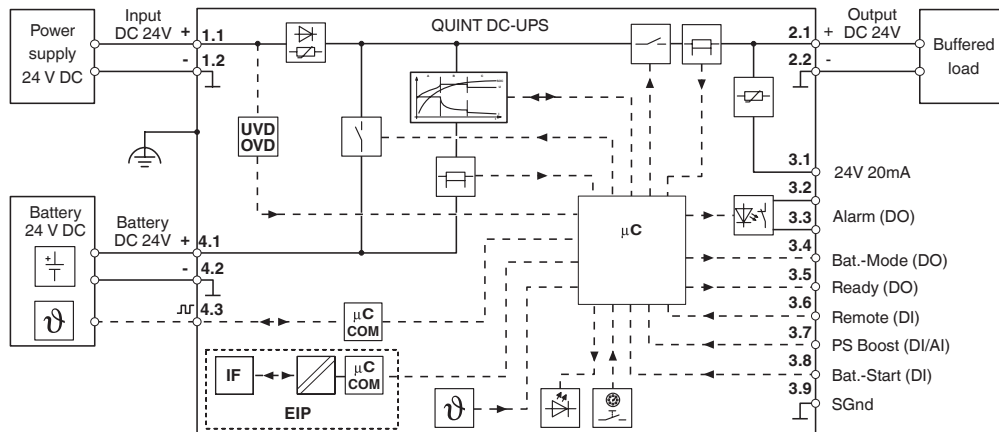 QUINT DC-UPS
Power
supply
24 V DC
Input
DC 24V
+
1.1
-
1.2
2.1
+
Output
DC 24V
2.2
-
Buffered
load
UVD
OVD
3.1
24V 20mA
3.2
3.3
Alarm (DO)
µC
3.4
Bat.-Mode (DO)
3.5
Ready (DO)
3.6
Remote (DI)
3.7
PS Boost (DI/AI)
3.8
Bat.-Start (DI)
3.9
SGnd
Battery
24 V DC
+
ϑ
Battery
DC 24V
+
4.1
-
4.2
4.3
µC
COM
IF
µC
COM
EIP
ϑ